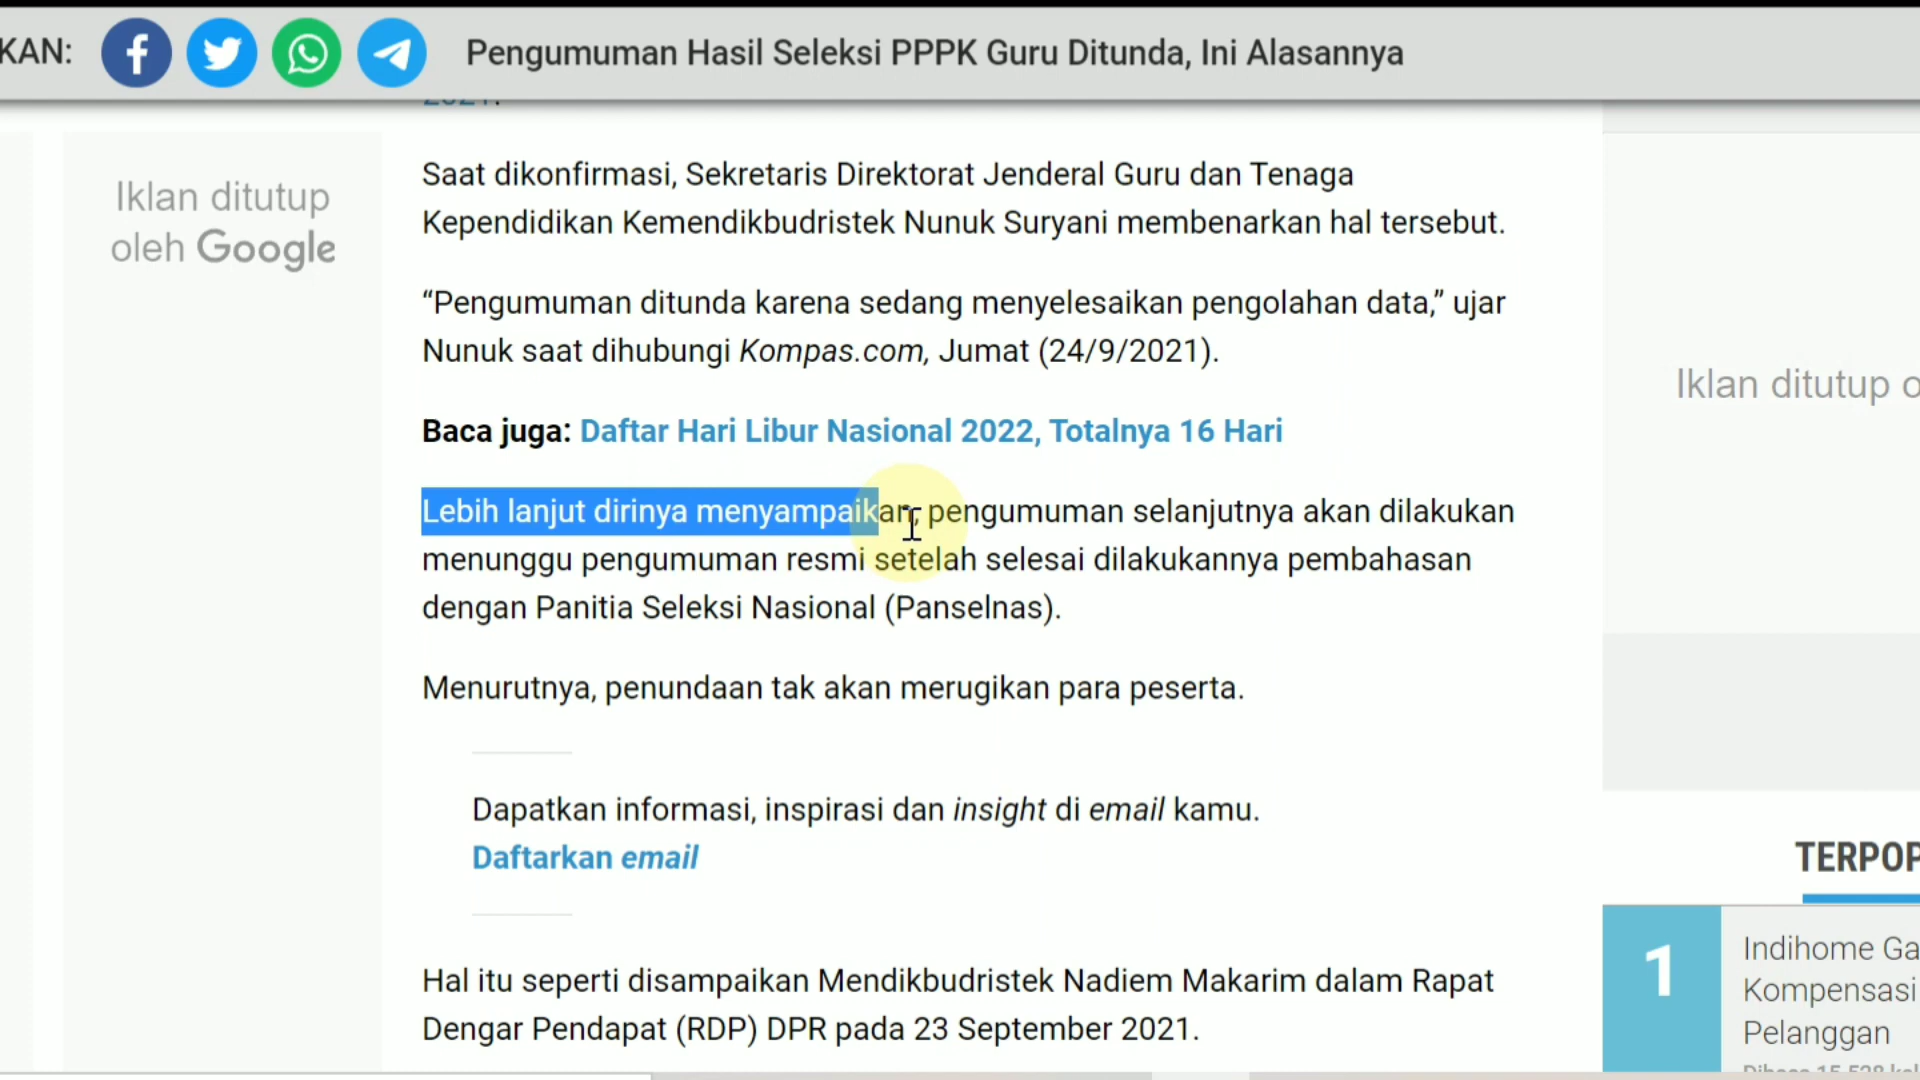 KAN:
Pengumuman Hasil Seleksi PPPK Guru Ditunda, Ini Alasannya
Iklan ditutup
oleh Google
Saat dikonfirmasi, Sekretaris Direktorat Jenderal Guru dan Tenaga
Kependidikan Kemendikbudristek Nunuk Suryani membenarkan hal tersebut.
“Pengumuman ditunda karena sedang menyelesaikan pengolahan data,” ujar
Nunuk saat dihubungi Kompas.com, Jumat (24/9/2021).
Baca juga: Daftar Hari Libur Nasional 2022, Totalnya 16 Hari
Lebih lanjut dirinya menyampaikan, pengumuman selanjutnya akan dilakukan
menunggu pengumuman resmi setelah selesai dilakukannya pembahasan
dengan Panitia Seleksi Nasional (Panselnas).
Menurutnya, penundaan tak akan merugikan para peserta.
Dapatkan informasi, inspirasi dan insight di email kamu.
Daftarkan email
Hal itu seperti disampaikan Mendikbudristek Nadiem Makarim dalam Rapat
Dengar Pendapat (RDP) DPR pada 23 September 2021.
Iklan ditutup o
TERPOP
1
Indihome Ga
Kompensasi
Pelanggan